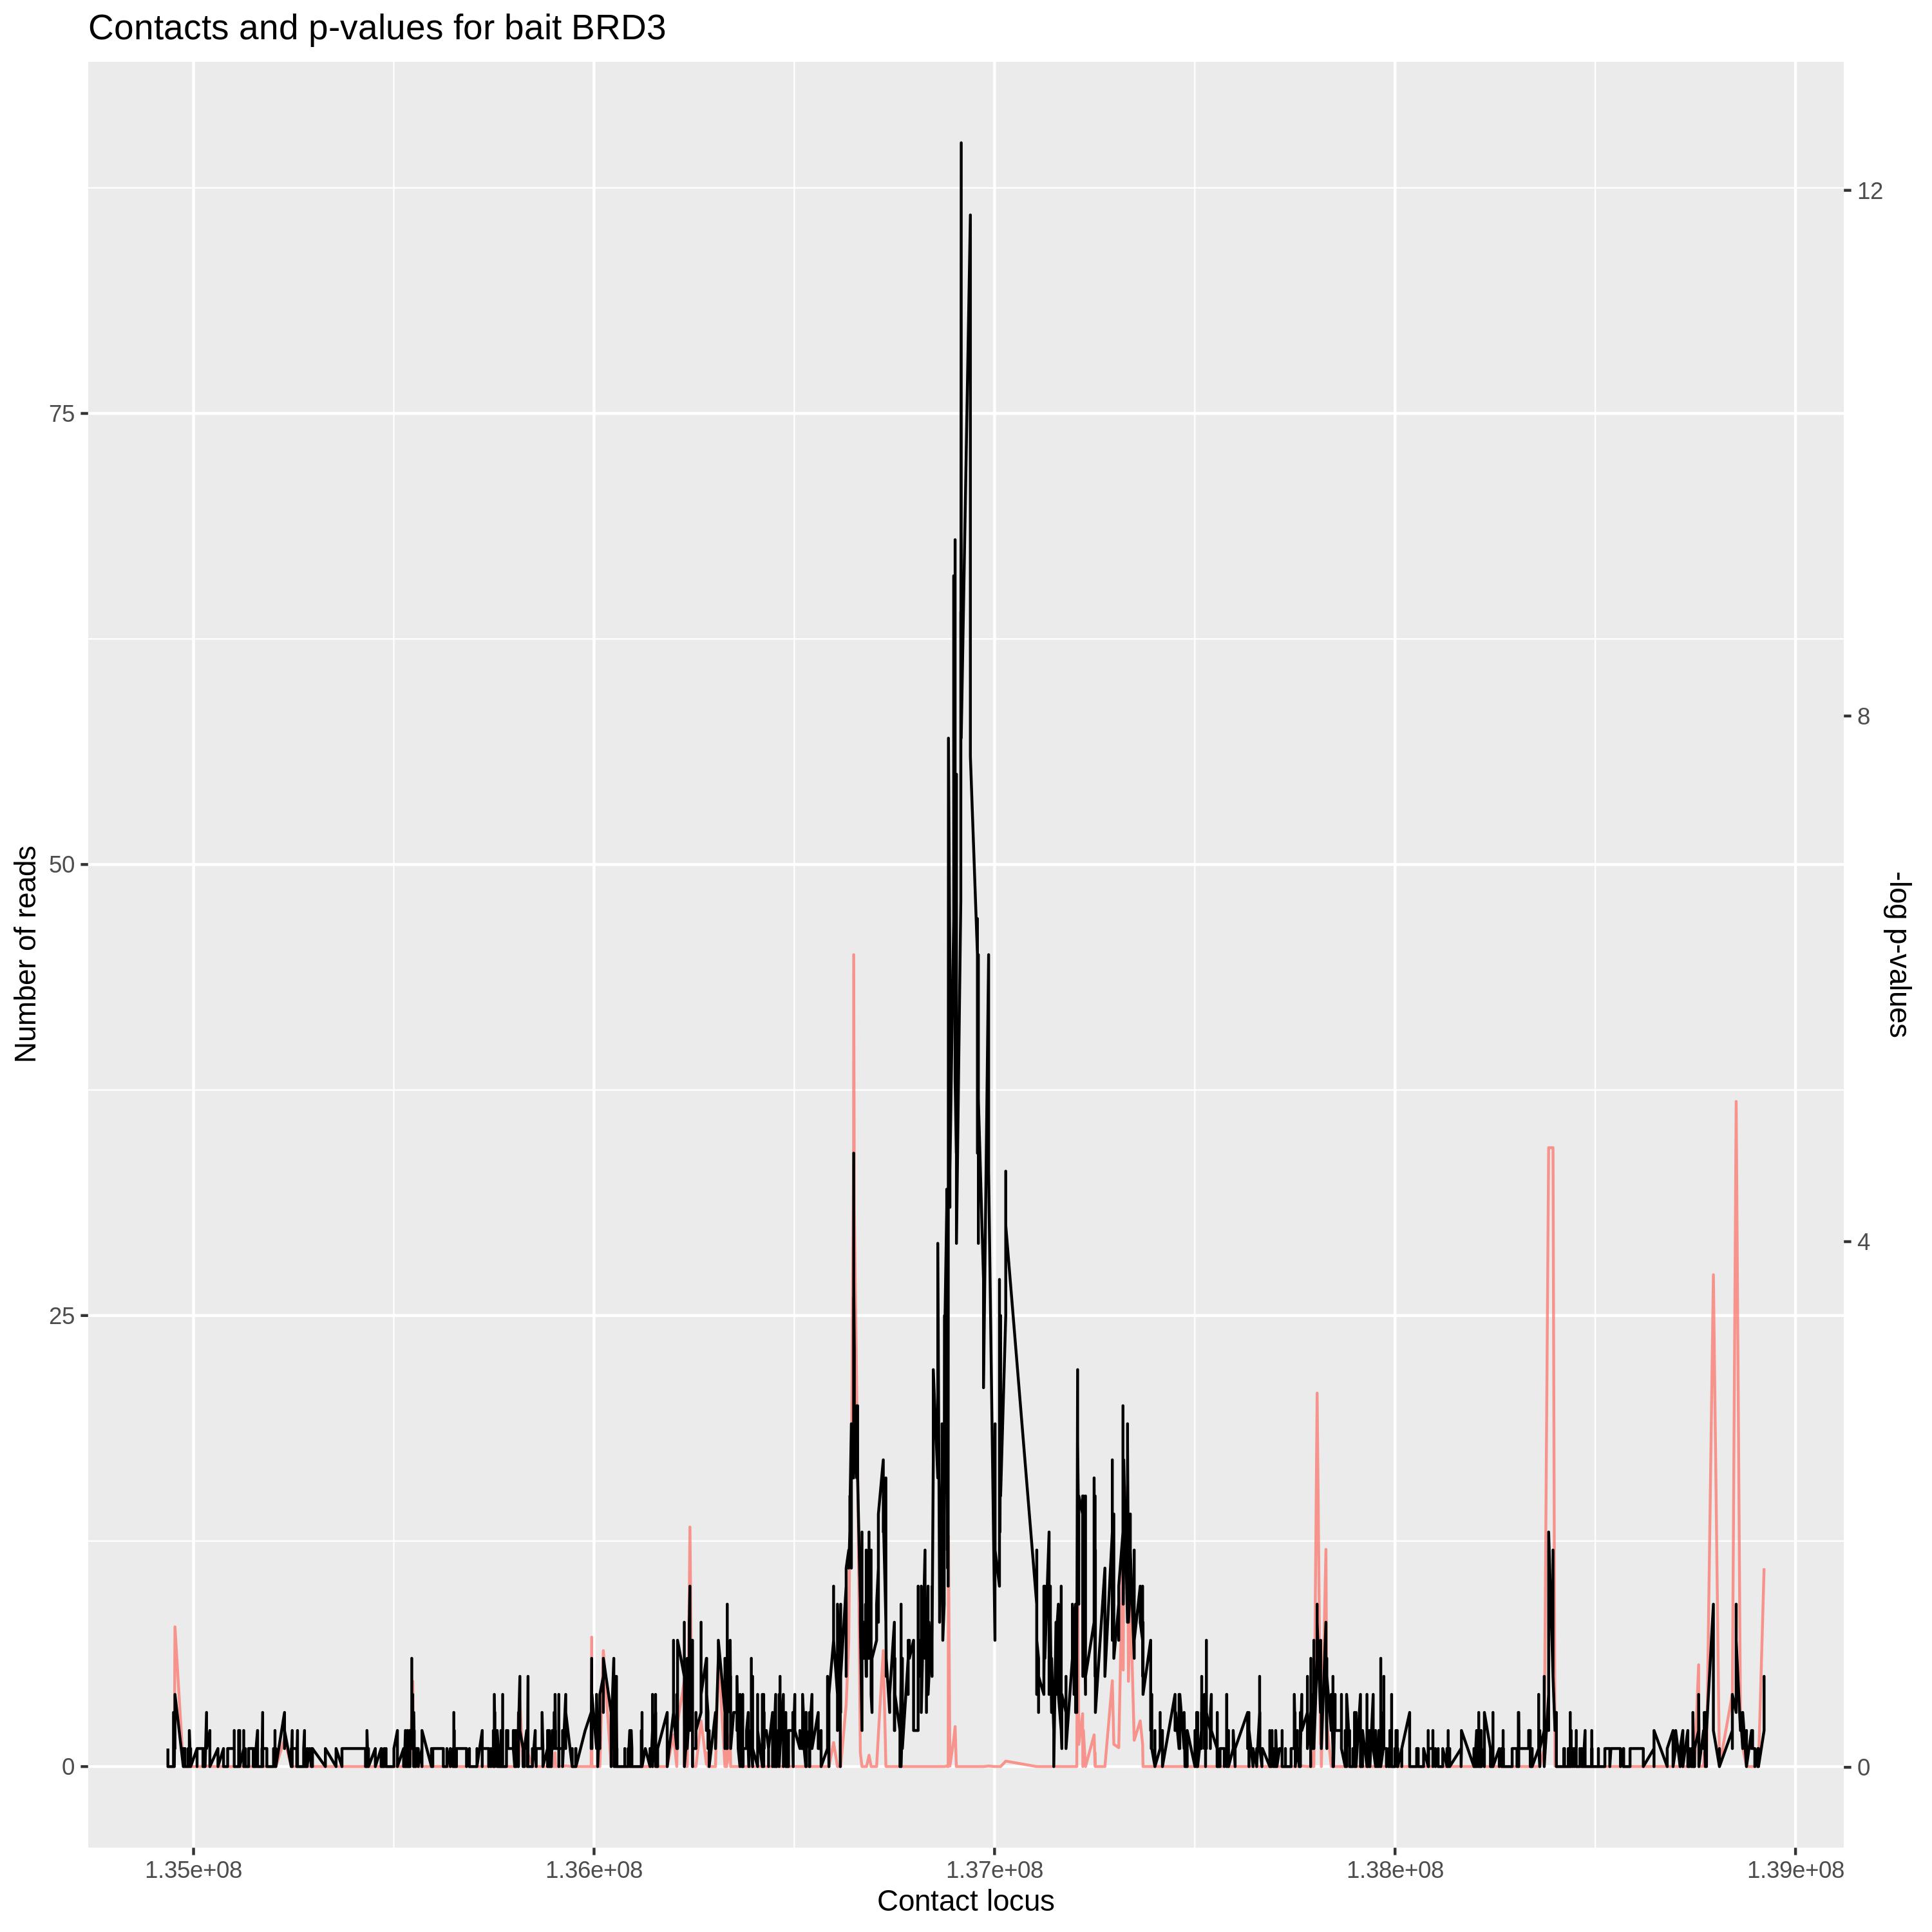 Contacts and p-values for bait BRD3
Number of reads
75
50
25
0
12
8
4
0
-log p-values
1.35e+08
1.36e+08
1.37e+08
1.38e+08
1.39e+08
Contact locus